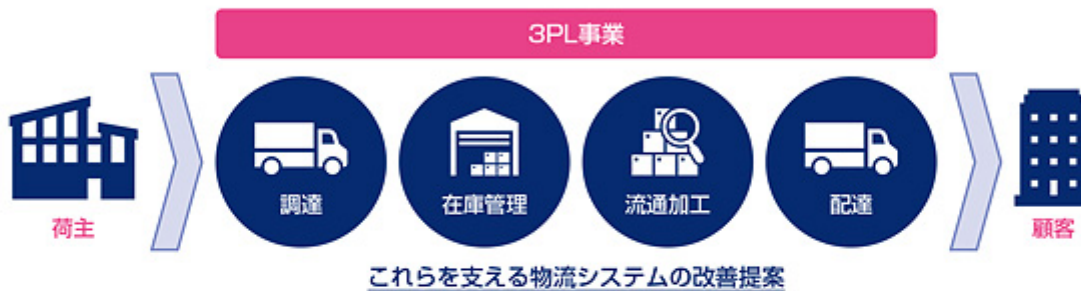 3PL事業
荷主
調達
在庫管理
流通加工
配達
顧客
これらを支える物流システムの改善提案